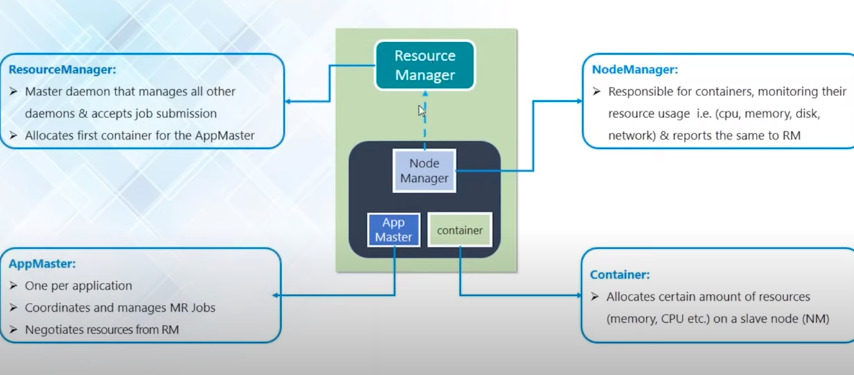 ResourceManager:
➤ Master daemon that manages all other
daemons & accepts job submission
➤ Allocates first container for the AppMaster
Resource
Manager
NodeManager:
➤ Responsible for containers, monitoring their
resource usage i.e. (cpu, memory, disk,
network) & reports the same to RM
Node
Manager
App
Master
container
AppMaster:
➤ One per application
➤ Coordinates and manages MR Jobs
➤ Negotiates resources from RM
Container:
➤ Allocates certain amount of resources
(memory, CPU etc.) on a slave node (NM)